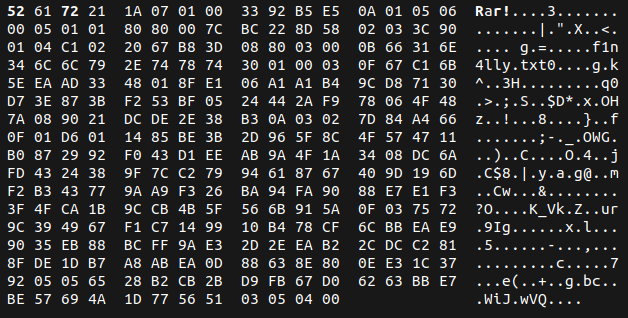 52 61 72 21 1A 07 01 00 33 92 B5 E5 0A 01 05 06 Rar!....3.......
00 05 01 01 80 80 00 7C BC 22 8D 58 02 03 3C 90 .......|.".X..<.
01 04 C1 02 20 67 B8 3D 08 80 03 00 0B 66 31 6E .... g.=.....f1n
34 6C 6C 79 2E 74 78 74 30 01 00 03 0F 67 C1 6B 4lly.txt0....g.k
5E EA AD 33 48 01 8F E1 06 A1 A1 B4 9C D8 71 30 ^..3H.........q0
D7 3E 87 3B F2 53 BF 05 24 44 2A F9 78 06 4F 48 .>.;.S..$D*.x.OH
7A 08 90 21 DC DE 2E 38 B3 0A 03 02 7D 84 A4 66 z..!...8....}..f
0F 01 D6 01 14 85 BE 3B 2D 96 5F 8C 4F 57 47 11 .......;-._.OWG.
B0 87 29 92 F0 43 D1 EE AB 9A 4F 1A 34 08 DC 6A ..)..C....O.4..j
FD 43 24 38 9F 7C C2 79 94 61 87 67 40 9D 19 6D .C$8.|.y.a.g@..m
F2 B3 43 77 9A A9 F3 26 BA 94 FA 90 88 E7 E1 F3 ..Cw...&........
3F 4F CA 1B 9C CB 4B 5F 56 6B 91 5A 0F 03 75 72 ?O....K_Vk.Z..ur
9C 39 49 67 F1 C7 14 99 10 B4 78 CF 6C BB EA E9 .9Ig......x.l...
90 35 EB 88 BC FF 9A E3 2D 2E EA B2 2C DC C2 81 .5......-...,...
8F DE 1D B7 A8 AB EA 0D 88 63 8E 80 0E E3 1C 37 .........c.....7
92 05 05 65 28 B2 CB 2B D9 FB 67 D0 62 63 BB E7 ...e(..+..g.bc..
BE 57 69 4A 1D 77 56 51 03 05 04 00 .WiJ.wVQ....